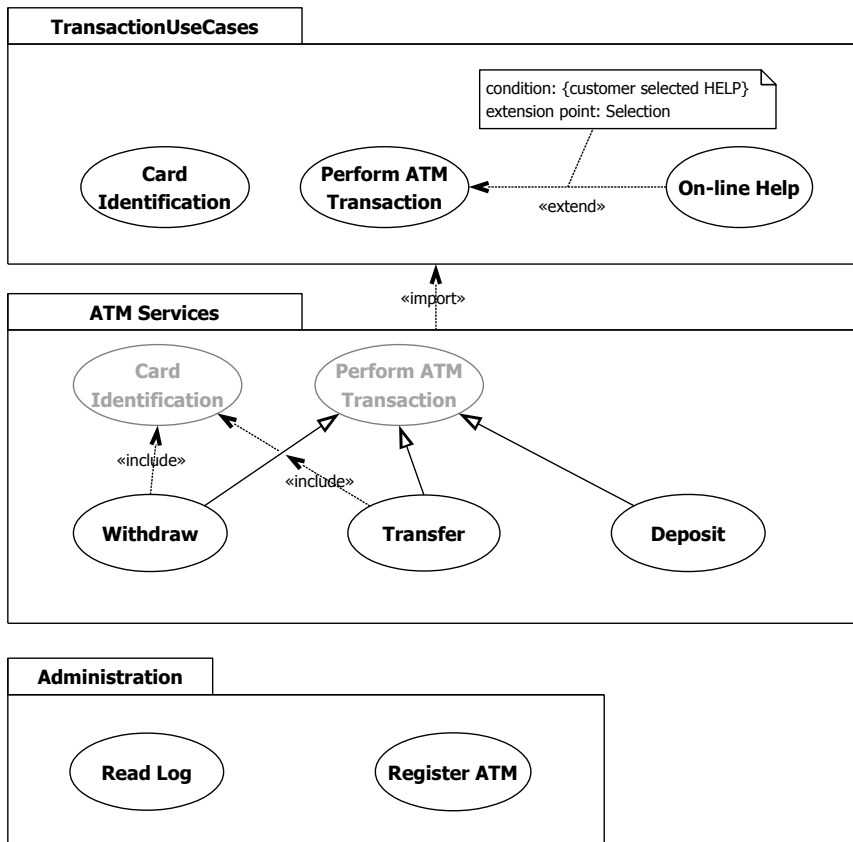 TransactionUseCases
condition: {customer selected HELP}
extension point: Selection
Card
Identification
Perform ATM
Transaction
On-line Help
«extend»
«import»
ATM Services
Card
Identification
Perform ATM
Transaction
«include»
«include»
Withdraw
Transfer
Deposit
Administration
Read Log
Register ATM